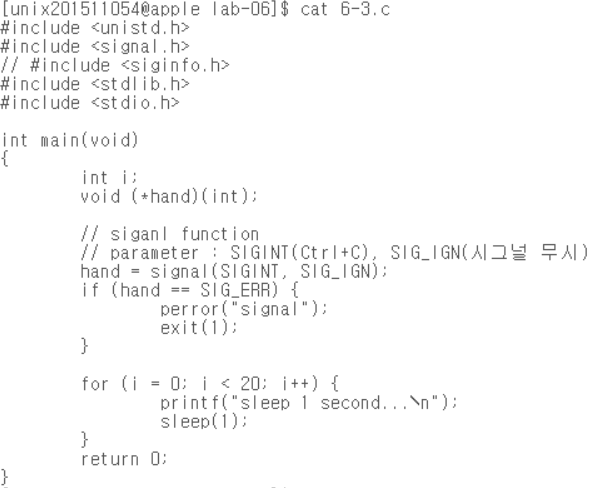 [unix201511054@apple lab-06]$ cat 6-3.c
#include <unistd.h>
#include <signal.h>
// #include <siginfo.h>
#include <stdlib.h>
#include <stdio.h>

int main(void)
{
        int i;
        void (*hand)(int);

        // siganl function
        // parameter : SIGINT(Ctrl+C), SIG_IGN(시그널 무시)
        hand = signal(SIGINT, SIG_IGN);
        if (hand == SIG_ERR) {
                perror("signal");
                exit(1);
        }

        for (i = 0; i < 20; i++) {
                printf("sleep 1 second...\n");
                sleep(1);
        }
        return 0;
}